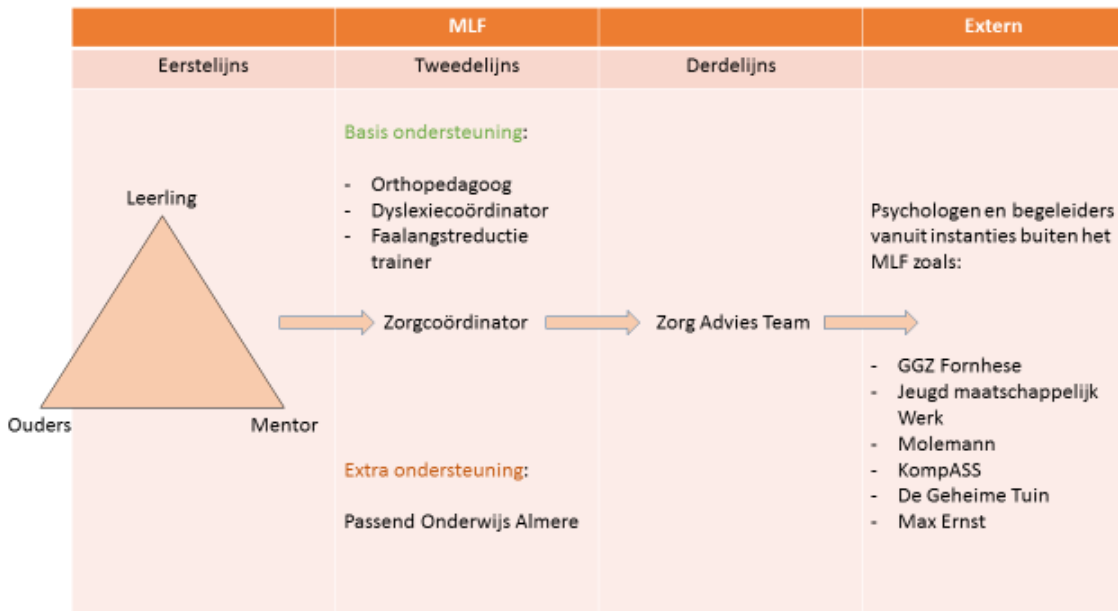 MLF
Extern
Eerstelijns
Tweedelijns
Derdelijns
Leerling
Ouders
Mentor
Basis ondersteuning:
- Orthopedagoog
- Dyslexiecoördinator
- Faalangstreductie
trainer
Zorgcoördinator
Extra ondersteuning:
Passend Onderwijs Almere
Zorg Advies Team
Psychologen en begeleiders
vanuit instanties buiten het
MLF zoals:
- GGZ Fornhese
- Jeugd maatschappelijk
Werk
- Molemann
- KompASS
- De Geheime Tuin
- Max Ernst